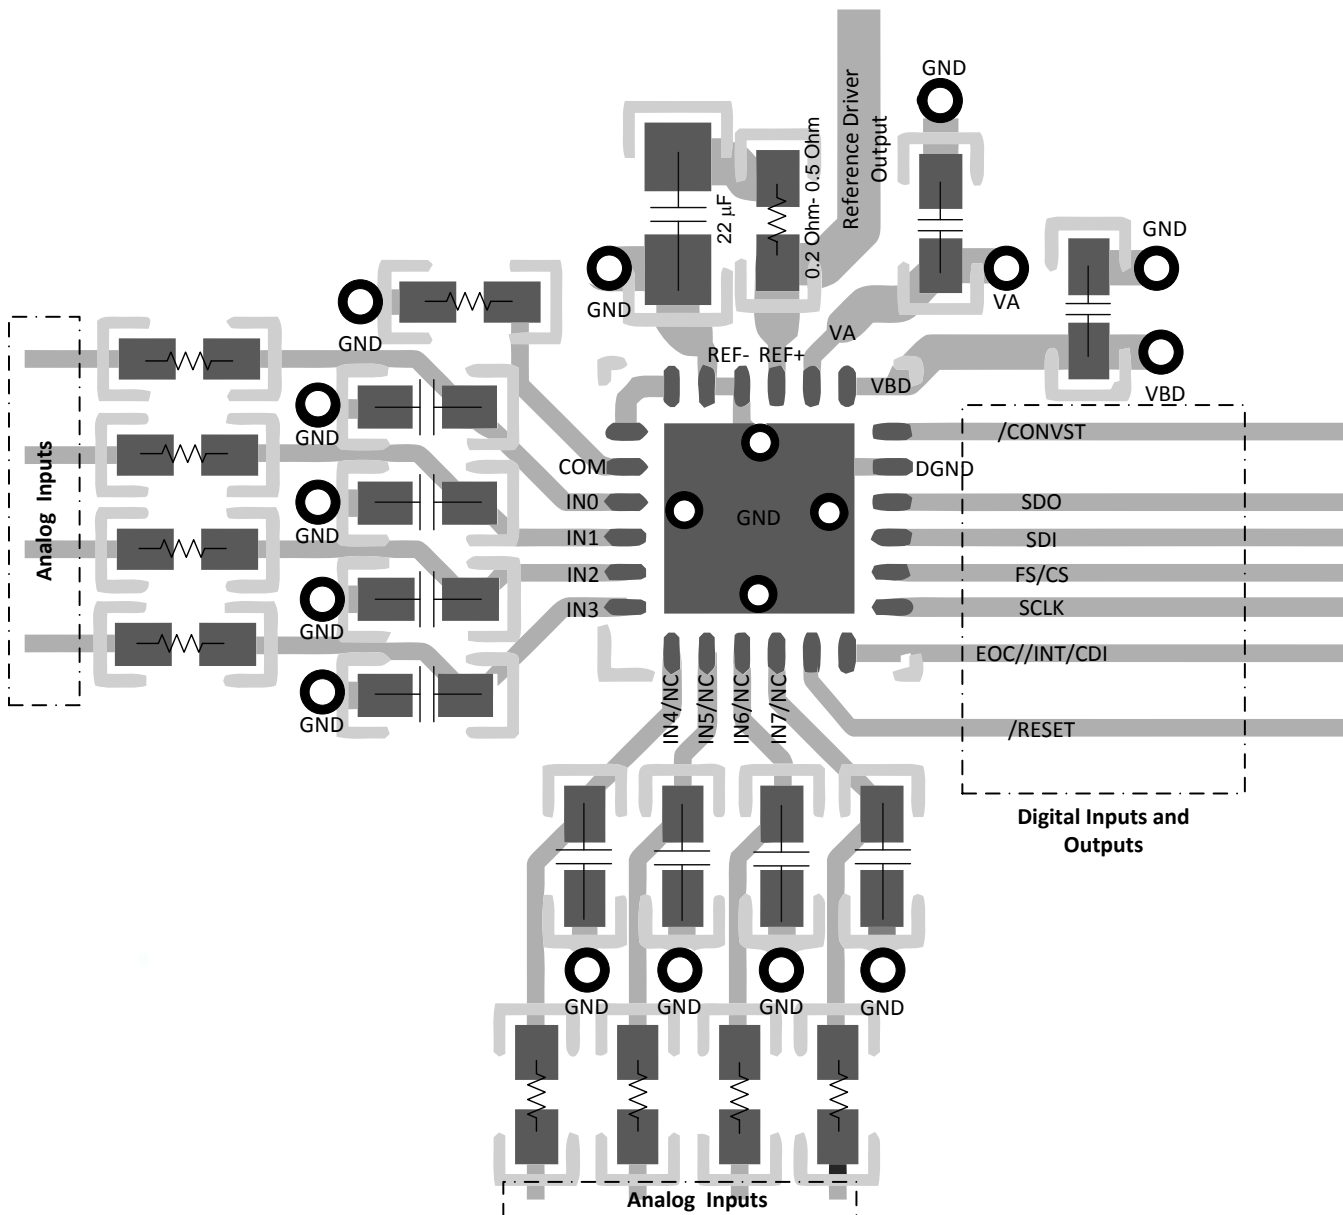 GND
Reference Driver
Output
0.2 Ohm- 0.5 Ohm
22 µF
GND
GND
VA
GND
GND
VA
VBD
REF-
REF+
VBD
GND
/CONVST
COM
DGND
IN0
SDO
GND
GND
IN1
SDI
IN2
FS/CS
IN3
SCLK
GND
EOC//INT/CDI
GND
/RESET
Analog Inputs
IN4/NC
IN5/NC
IN6/NC
IN7/NC
Digital Inputs and
Outputs
GND
GND
GND
GND
Analog Inputs